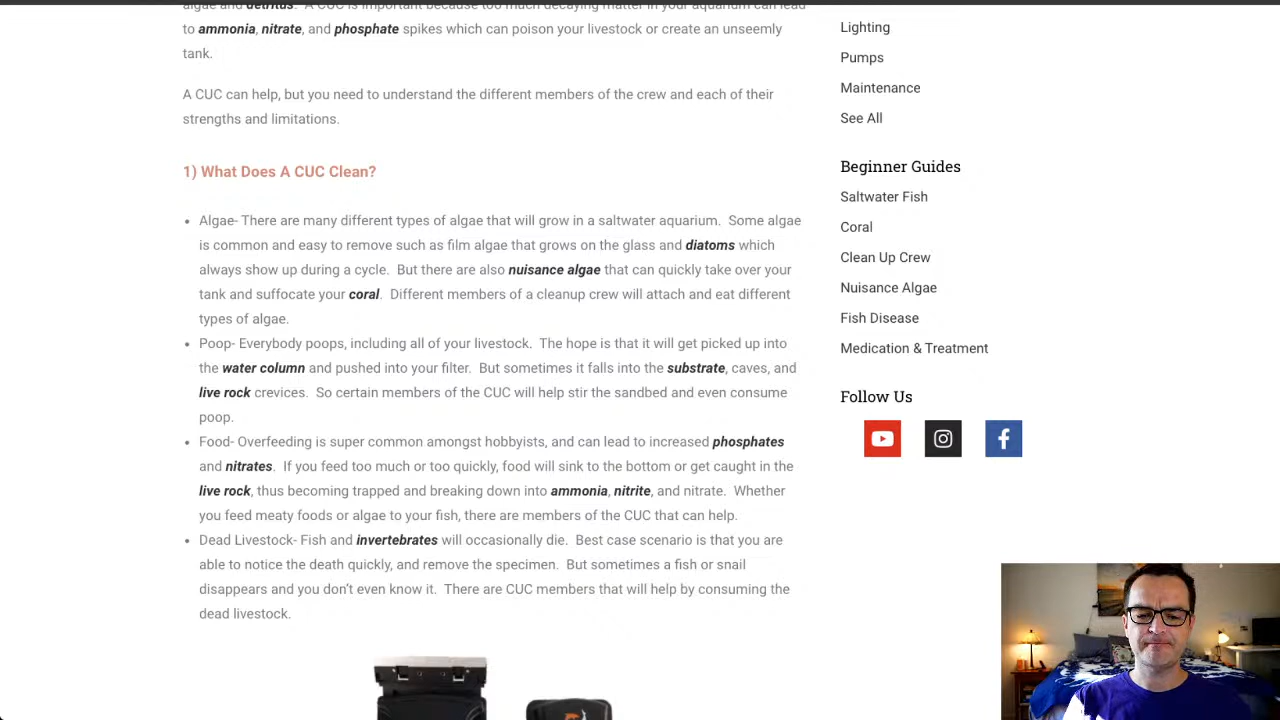 algae and detritus. A CUC is important because too much decaying matter in your aquarium can lead
to ammonia, nitrate, and phosphate spikes which can poison your livestock or create an unseemly
tank.
A CUC can help, but you need to understand the different members of the crew and each of their
strengths and limitations.
1) What Does A CUC Clean?
• Algae- There are many different types of algae that will grow in a saltwater aquarium.  Some algae
is common and easy to remove such as film algae that grows on the glass and diatoms which
always show up during a cycle.  But there are also nuisance algae that can quickly take over your
tank and suffocate your coral.  Different members of a cleanup crew will attach and eat different
types of algae.
• Poop- Everybody poops, including all of your livestock.  The hope is that it will get picked up into
the water column and pushed into your filter.  But sometimes it falls into the substrate, caves, and
live rock crevices.  So certain members of the CUC will help stir the sandbed and even consume
poop.
• Food- Overfeeding is super common amongst hobbyists, and can lead to increased phosphates
and nitrates.  If you feed too much or too quickly, food will sink to the bottom or get caught in the
live rock, thus becoming trapped and breaking down into ammonia, nitrite, and nitrate.  Whether
you feed meaty foods or algae to your fish, there are members of the CUC that can help.
• Dead Livestock- Fish and invertebrates will occasionally die.  Best case scenario is that you are
able to notice the death quickly, and remove the specimen.  But sometimes a fish or snail
disappears and you don't even know it.  There are CUC members that will help by consuming the
dead livestock.
Lighting
Pumps
Maintenance
See All
Beginner Guides
Saltwater Fish
Coral
Clean Up Crew
Nuisance Algae
Fish Disease
Medication & Treatment
Follow Us